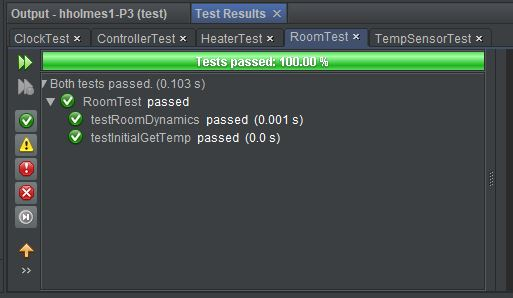 Output - hholmes1-P3 (test) Test Results ×
ClockTest × ControllerTest × HeaterTest × RoomTest × TempSensorTest ×
Tests passed: 100.00 %
Both tests passed. (0.103 s)
RoomTest passed
testRoomDynamics passed (0.001 s)
testInitialGetTemp passed (0.0 s)
>>